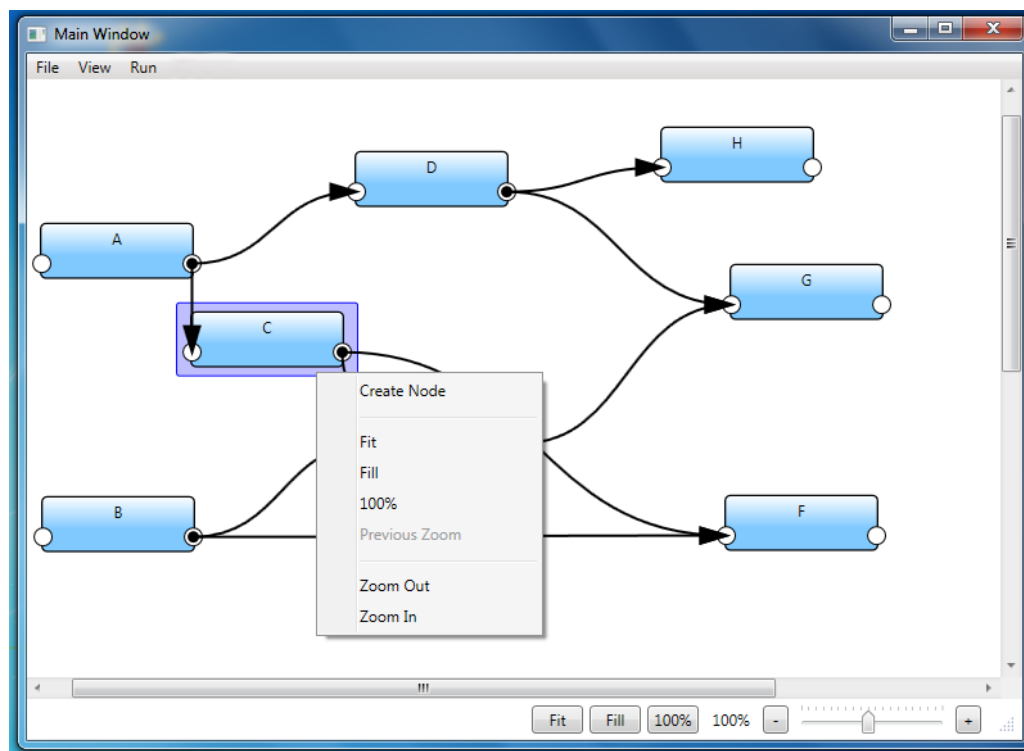 Main Window
File View Run
H
D
A
G
C
Create Node
Fit
Fill
100%
Previous Zoom
Zoom Out
Zoom In
B
F
Fit Fill 100% 100% - +